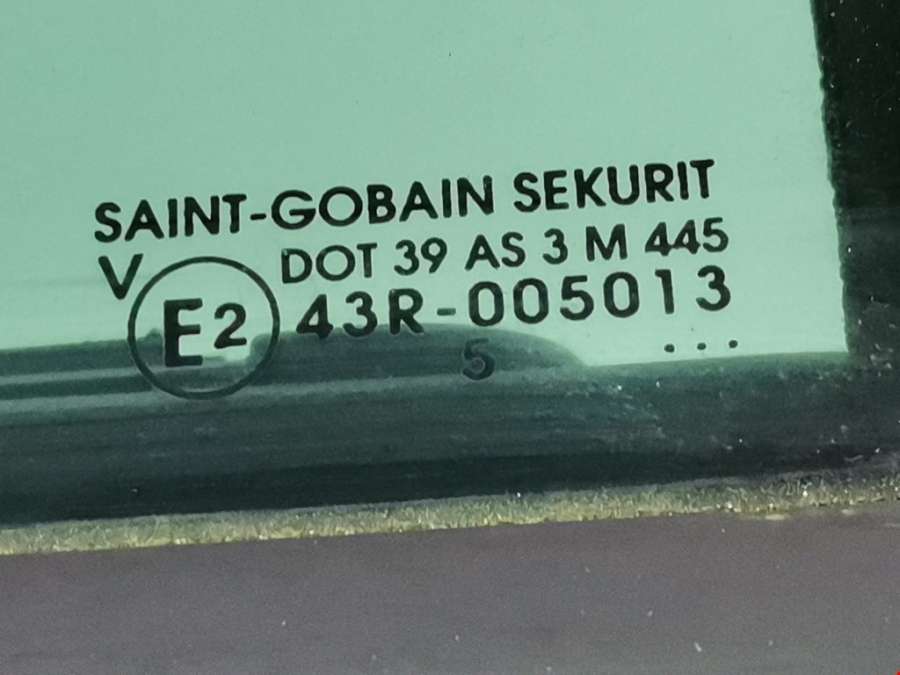 SAINT-GOBAIN SEKURIT
DOT 39 AS 3 M 445
V
E2
43R-005013
5 ...